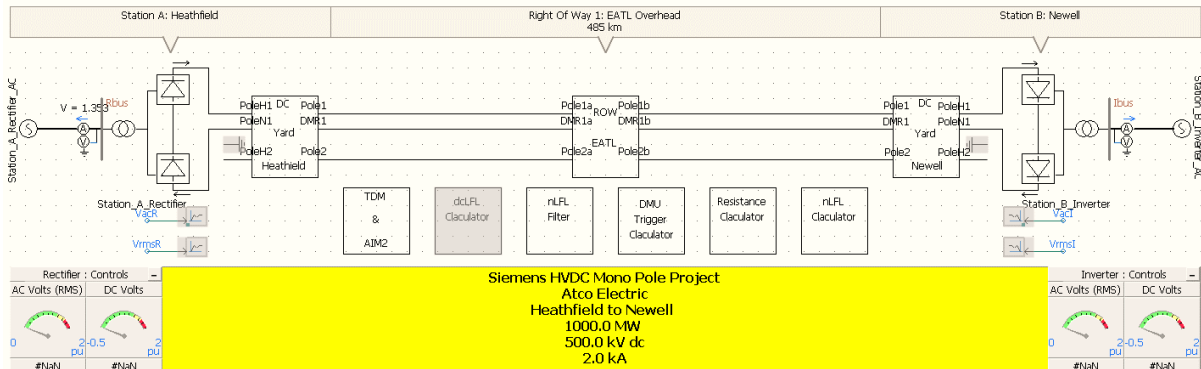 Station A: Heathfield
Right Of Way 1: EATL Overhead
485 km
Station B: Newell
Station_A_Rectifier_AC
V = 1.353
Rbus
S
A
V
PoleH1 DC Pole1
PoleN1 DMR1
Yard
PoleH2 Pole2
Heathfield
Pole1a Pole1b
ROW
DMR1a DMR1b
EATL
Pole2a Pole2b
Pole1 DC PoleH1
DMR1 PoleN1
Yard
Pole2 PoleH2
Newell
Ibus
A
V
S
Station_A_Rectifier
VacR
VrmsR
TDM
&
AIM2
dcLFL
Claculator
nLFL
Filter
DMU
Trigger
Claculator
Resistance
Claculator
nLFL
Claculator
Station_B_Inverter
VacI
VrmsI
Rectifier : Controls
AC Volts (RMS) DC Volts
0 2 -0.5 2
pu pu
#NaN #NaN
Siemens HVDC Mono Pole Project
Atco Electric
Heathfield to Newell
1000.0 MW
500.0 kV dc
2.0 kA
Inverter : Controls
AC Volts (RMS) DC Volts
0 2 -0.5 2
pu pu
#NaN #NaN